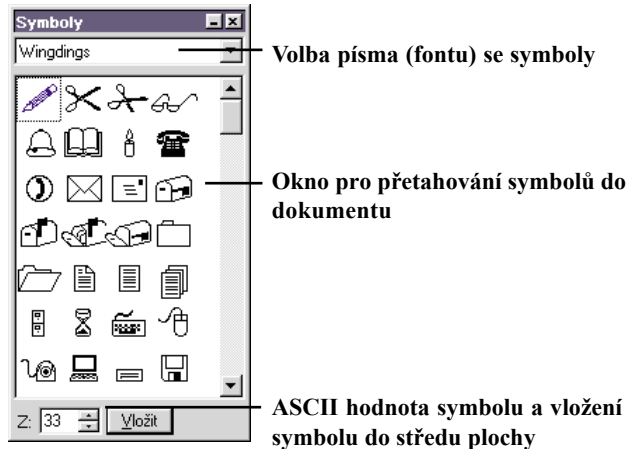 Symboly
Wingdings
Volba písma (fontu) se symboly
Okno pro přetahování symbolů do
dokumentu
Z: 33 Vložit
ASCII hodnota symbolu a vložení
symbolu do středu plochy